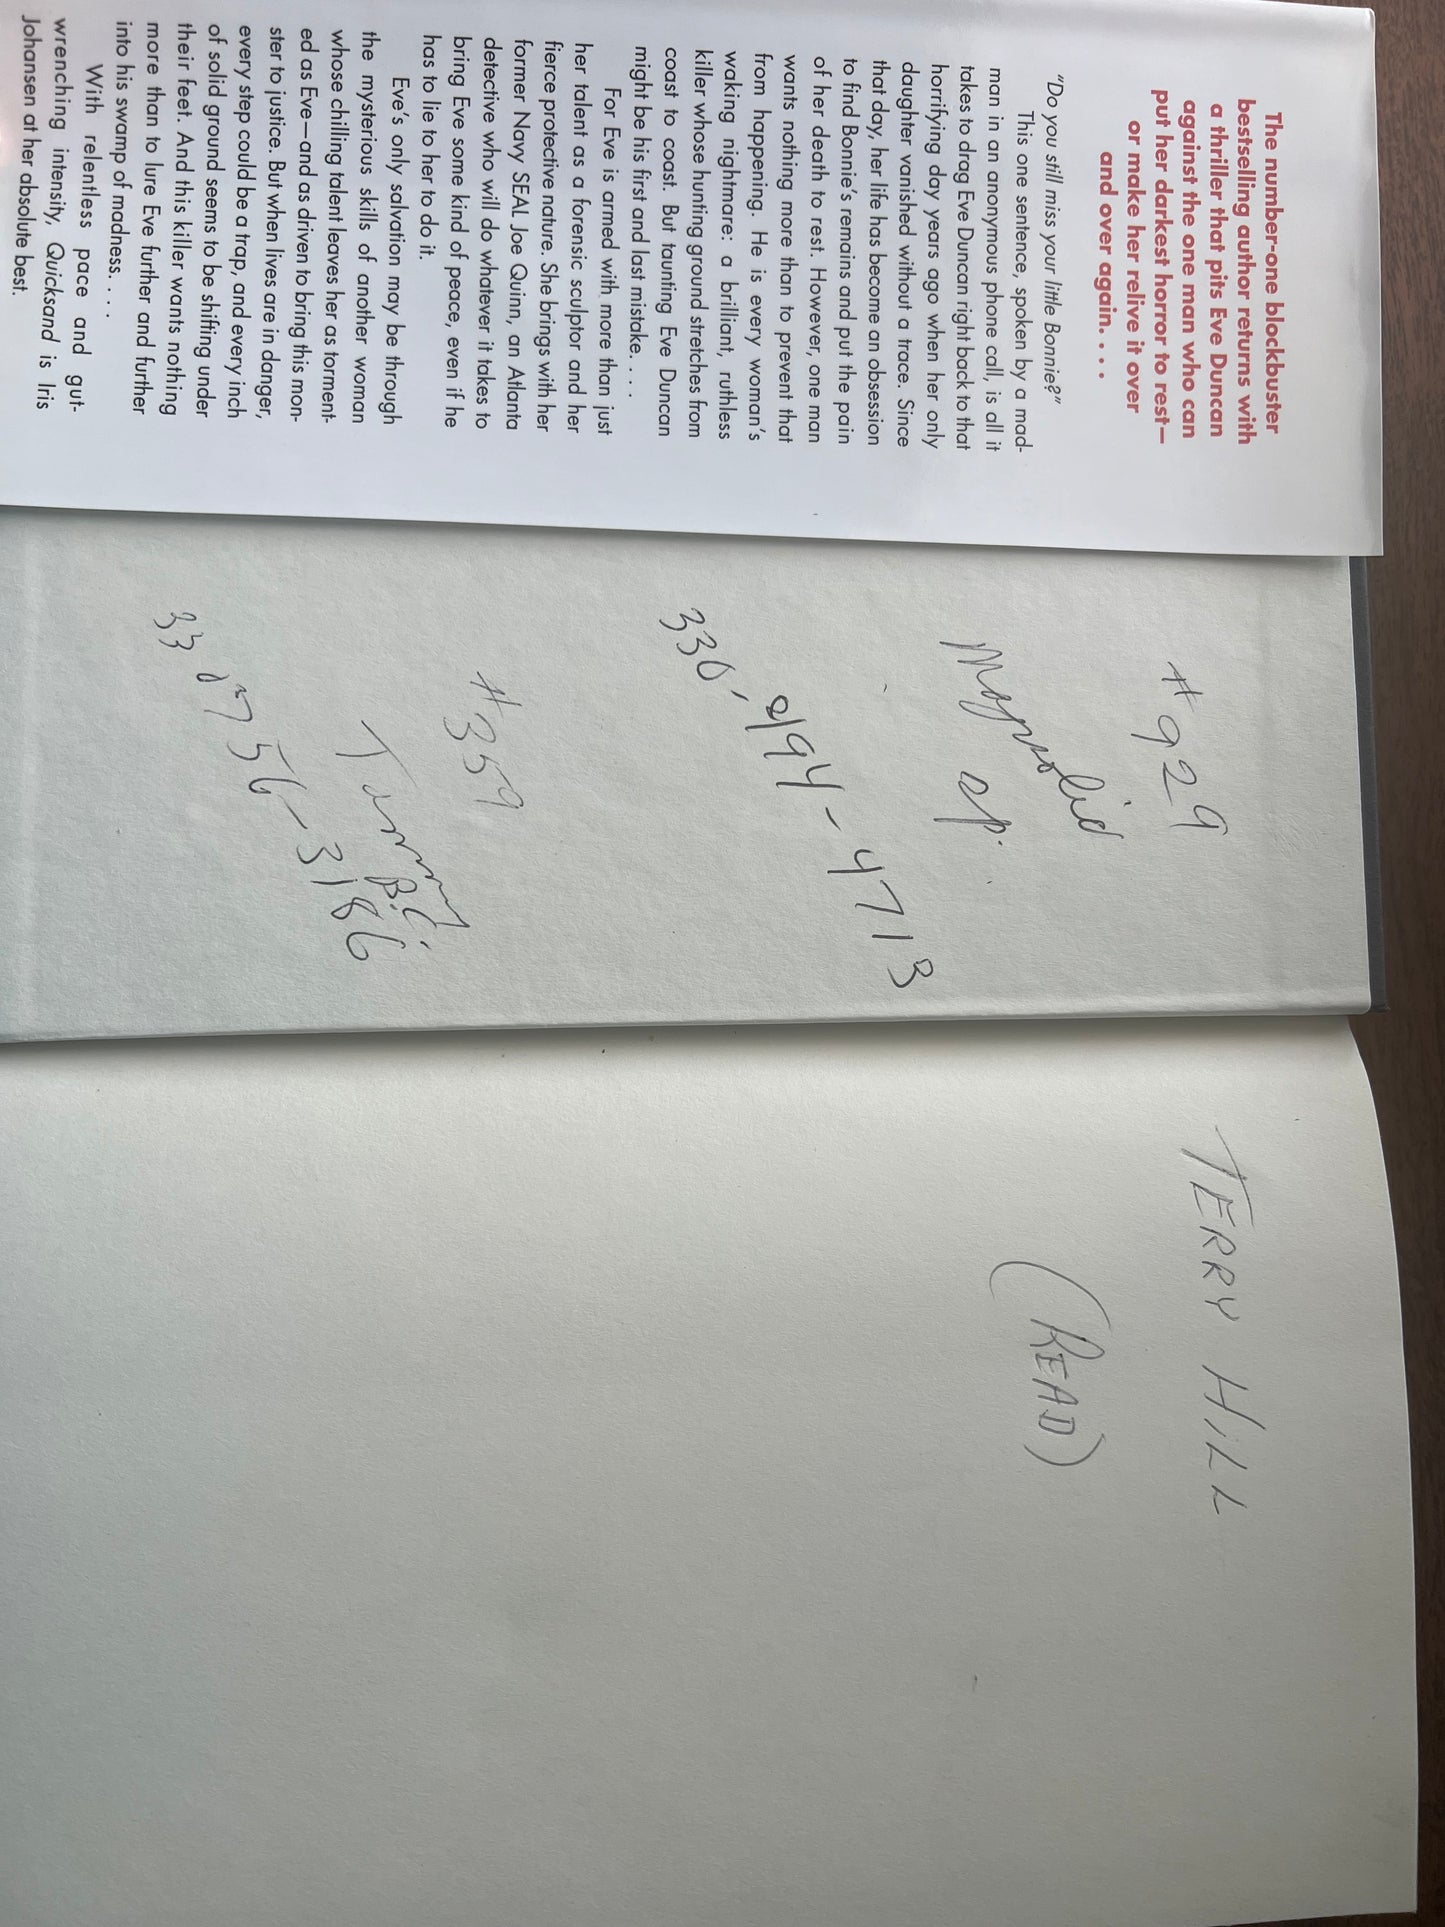 The number-one blockbuster
bestselling author returns with
a thriller that pits Eve Duncan
against the one man who can
put her darkest horror to rest—
or make her relive it over
and over again. . . .
"Do you still miss your little Bonnie?"
This one sentence, spoken by a mad-
man in an anonymous phone call, is all it
takes to drag Eve Duncan right back to that
horrifying day years ago when her only
daughter vanished without a trace. Since
that day, her life has become an obsession
to find Bonnie's remains and put the pain
of her death to rest. However, one man
wants nothing more than to prevent that
from happening. He is every woman's
waking nightmare: a brilliant, ruthless
killer whose hunting ground stretches from
coast to coast. But taunting Eve Duncan
might be his first and last mistake. . . .
For Eve is armed with more than just
her talent as a forensic sculptor and her
fierce protective nature. She brings with her
former Navy SEAL Joe Quinn, an Atlanta
detective who will do whatever it takes to
bring Eve some kind of peace, even if he
has to lie to her to do it.
Eve's only salvation may be through
the mysterious skills of another woman
whose chilling talent leaves her as torment-
ed as Eve—and as driven to bring this mon-
ster to justice. But when lives are in danger,
every step could be a trap, and every inch
of solid ground seems to be shifting under
their feet. And this killer wants nothing
more than to lure Eve further and further
into his swamp of madness. . . .
With relentless pace and gut-
wrenching intensity, Quicksand is Iris
Johansen at her absolute best.
#929
330-494-4713
#359
B.C.
TERRY HILL
(READ)